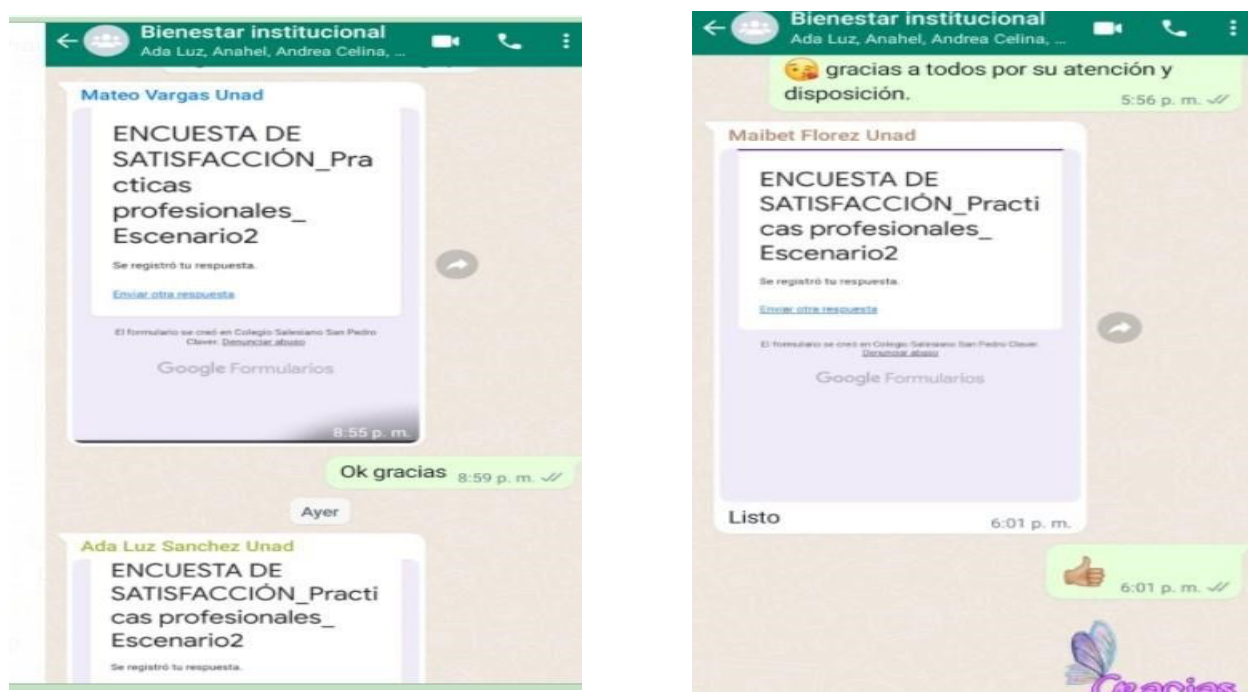 Bienestar institucional
Ada Luz, Anahel, Andrea Celina, ...
Mateo Vargas Unad
ENCUESTA DE
SATISFACCIÓN_Pra
cticas
profesionales_
Escenario2
Se registró tu respuesta.
Enviar otra respuesta
El formulario se creó en Colegio Salesiano San Pedro
Claver. Denunciar abuso
Google Formularios
8:55 p. m.
Ok gracias 8:59 p. m.
Ayer
Ada Luz Sanchez Unad
ENCUESTA DE
SATISFACCIÓN_Practi
cas profesionales_
Escenario2
Se registró tu respuesta.
Bienestar institucional
Ada Luz, Anahel, Andrea Celina, ...
gracias a todos por su atención y
disposición.
5:56 p. m.
Maibet Florez Unad
ENCUESTA DE
SATISFACCIÓN_Practi
cas profesionales_
Escenario2
Se registró tu respuesta.
Enviar otra respuesta
El formulario se creó en Colegio Salesiano San Pedro Claver.
Denunciar abuso
Google Formularios
Listo
6:01 p. m.
6:01 p. m.
Gracias